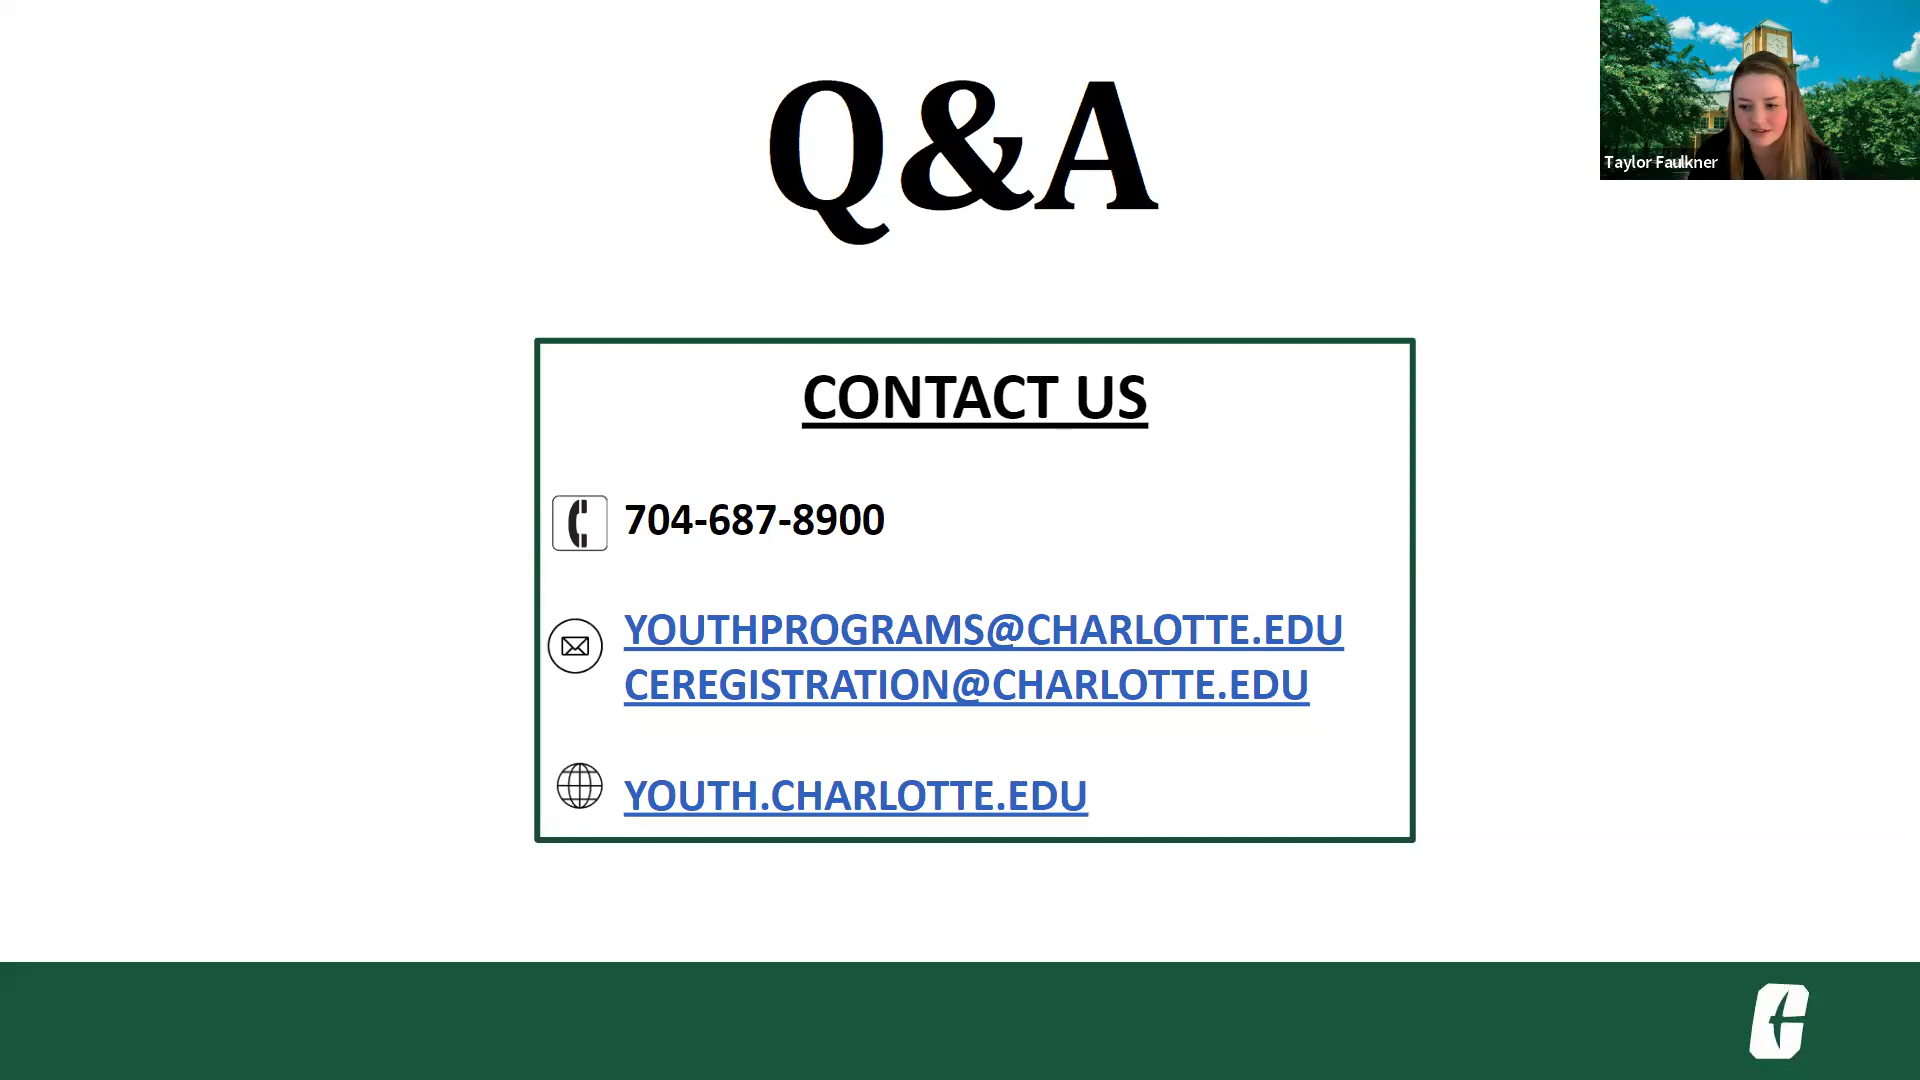 Q&A
Taylor Faulkner
CONTACT US
704-687-8900
YOUTHPROGRAMS@CHARLOTTE.EDU
CEREGISTRATION@CHARLOTTE.EDU
YOUTH.CHARLOTTE.EDU